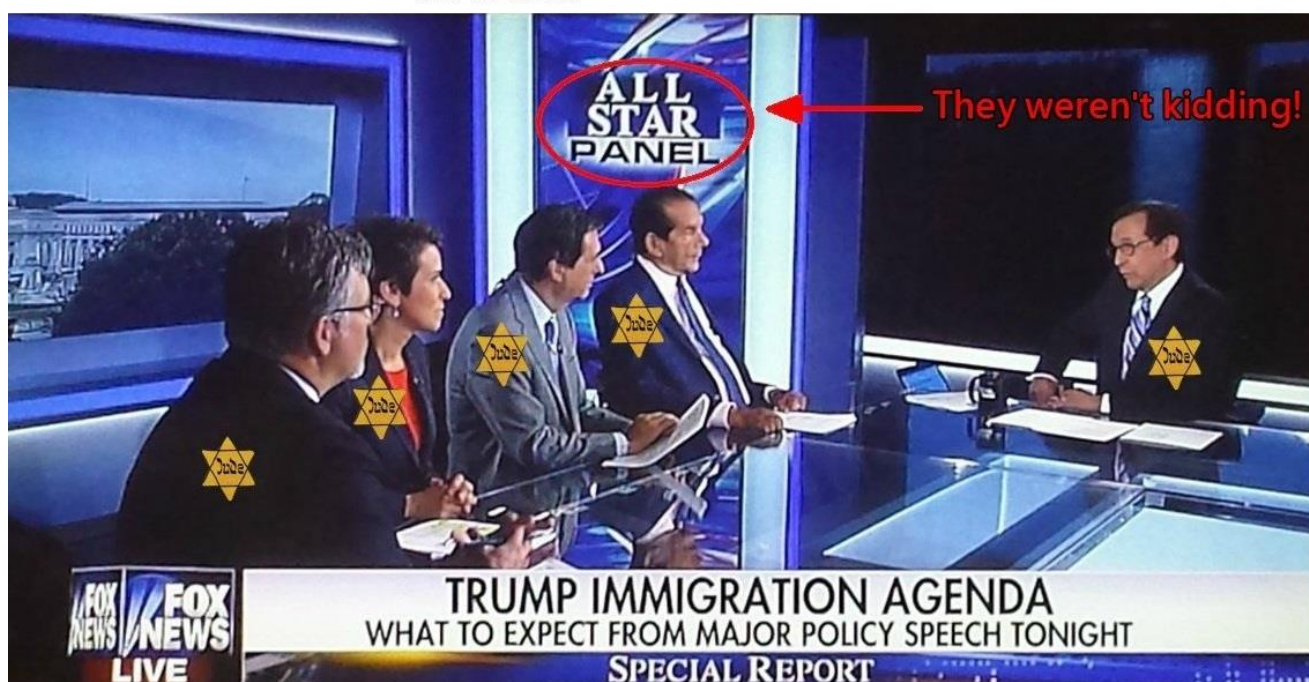 ALL
STAR
PANEL
They weren't kidding!
Jude
Jude
Jude
Jude
Jude
FOX
NEWS
FOX
NEWS
LIVE
TRUMP IMMIGRATION AGENDA
WHAT TO EXPECT FROM MAJOR POLICY SPEECH TONIGHT
SPECIAL REPORT